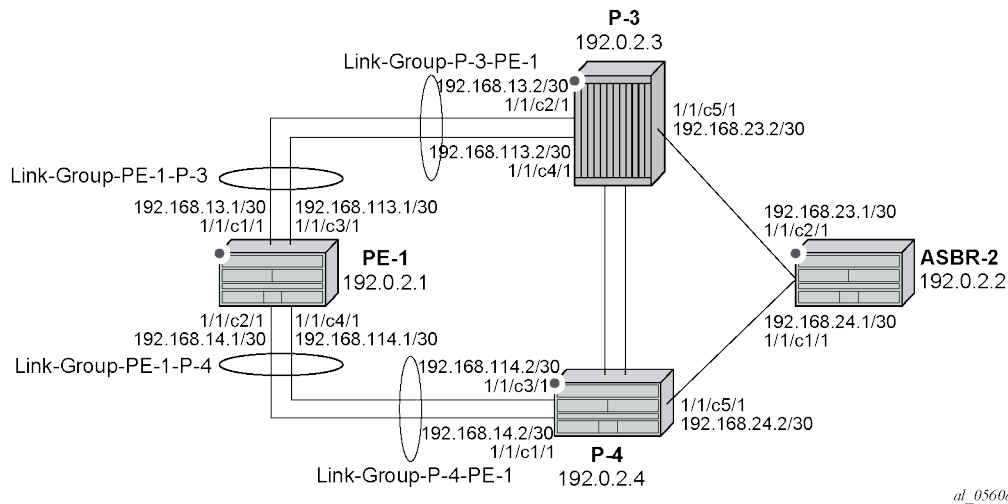 P-3
192.0.2.3
Link-Group-P-3-PE-1
192.168.13.2/30
1/1/c2/1
1/1/c5/1
192.168.23.2/30
192.168.113.2/30
1/1/c4/1
Link-Group-PE-1-P-3
192.168.13.1/30
1/1/c1/1
192.168.113.1/30
1/1/c3/1
192.168.23.1/30
1/1/c2/1
PE-1
192.0.2.1
ASBR-2
192.0.2.2
1/1/c2/1
192.168.14.1/30
1/1/c4/1
192.168.114.1/30
192.168.24.1/30
1/1/c1/1
Link-Group-PE-1-P-4
192.168.114.2/30
1/1/c3/1
1/1/c5/1
192.168.24.2/30
192.168.14.2/30
1/1/c1/1
Link-Group-P-4-PE-1
P-4
192.0.2.4